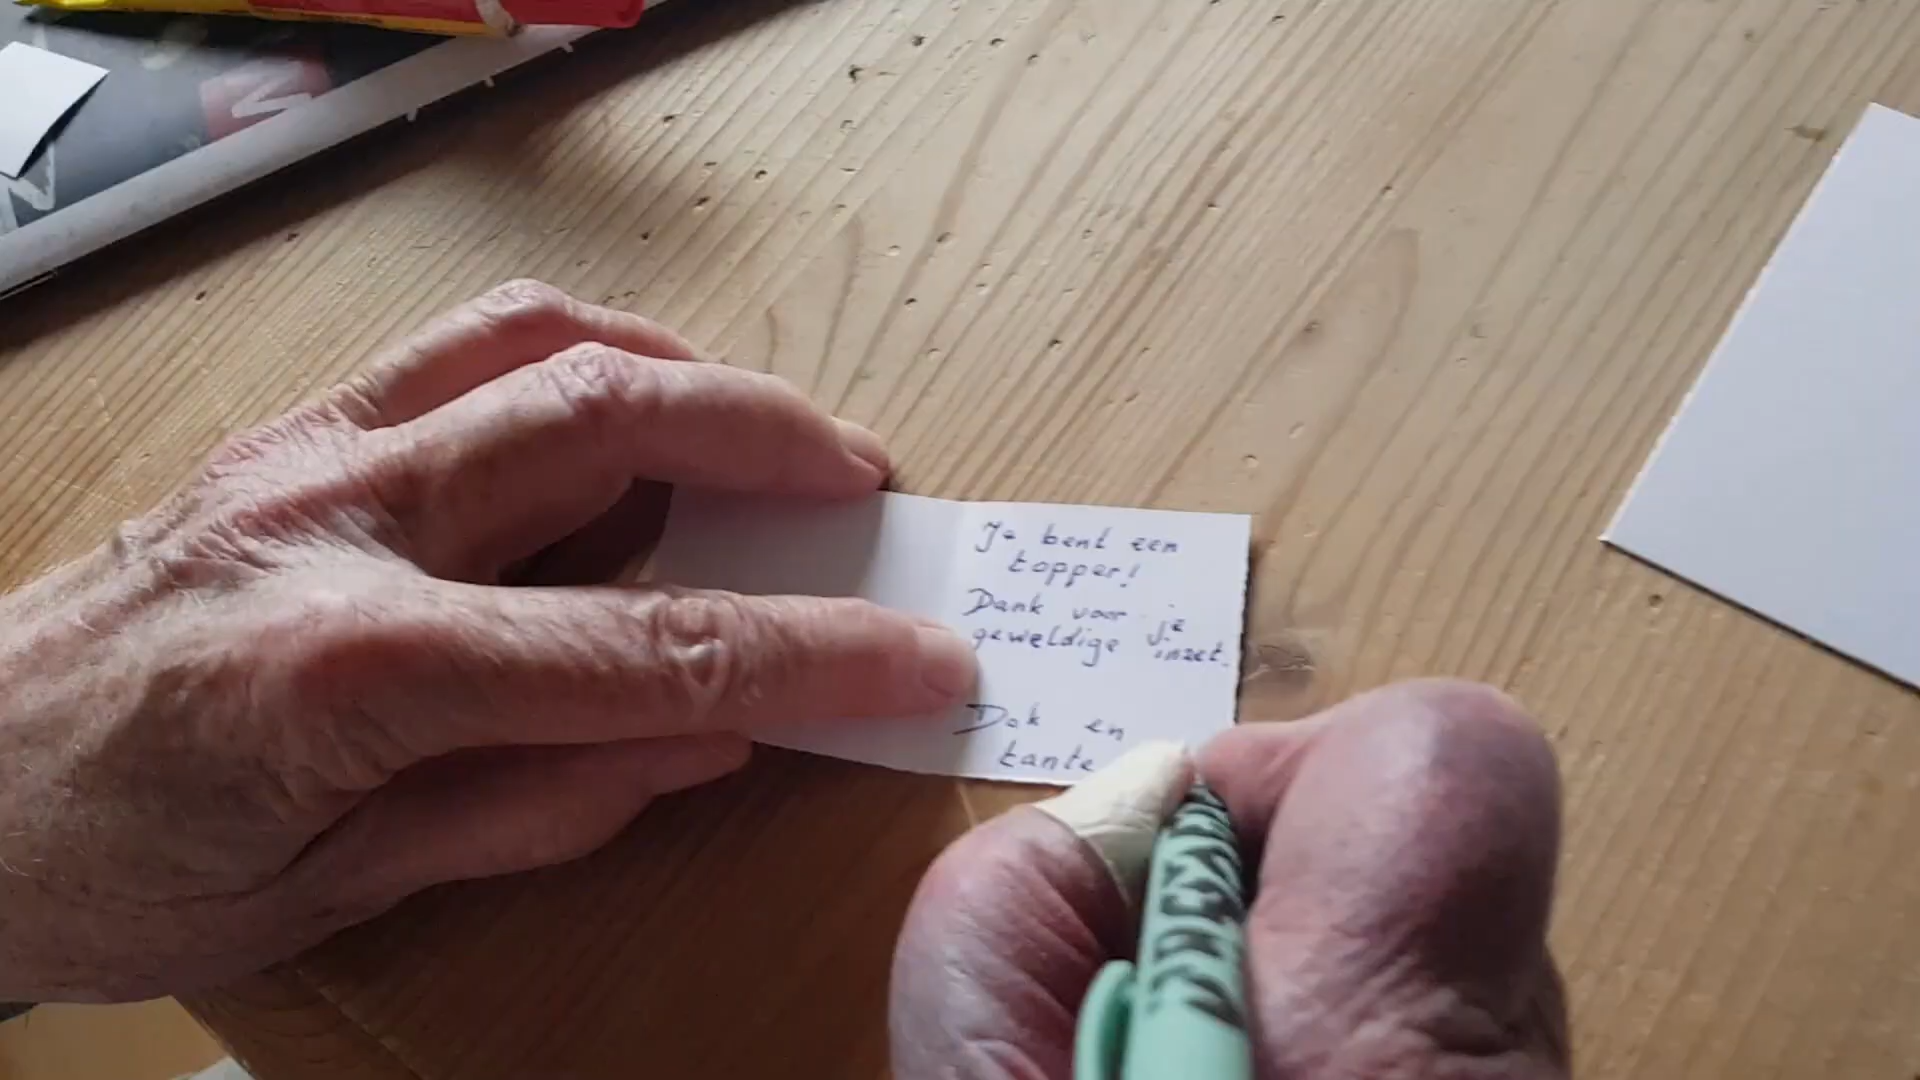 Je bent een
topper!
Dank voor je
geweldige inzet.
Dok en
tante